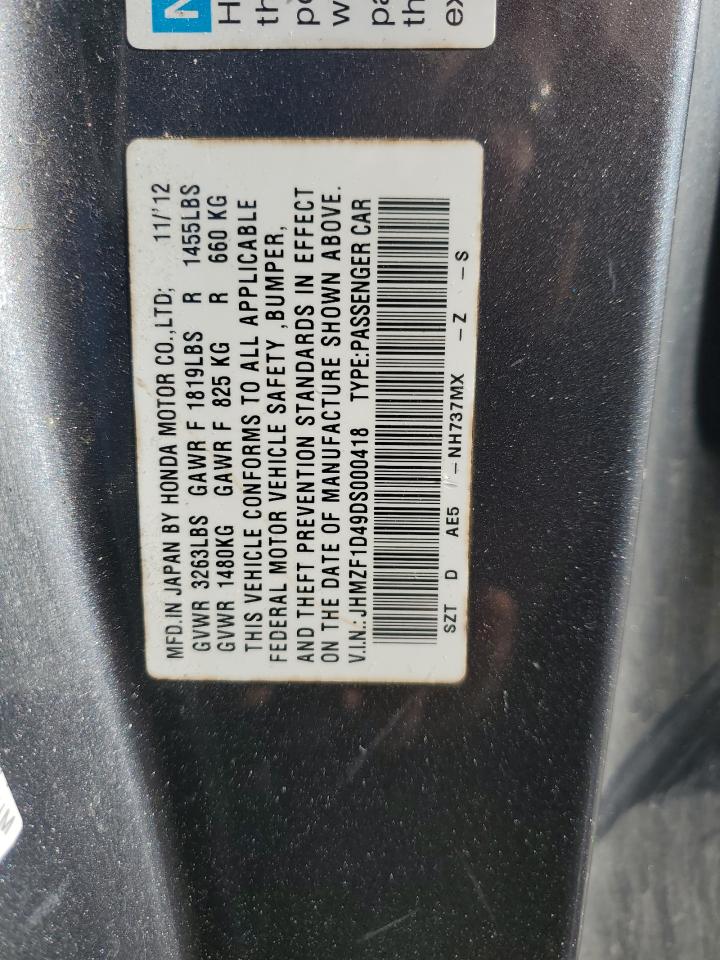 MFD.IN JAPAN BY HONDA MOTOR CO.,LTD; 11/'12
GVWR 3263LBS GAWR F 1819LBS R 1455LBS
GVWR 1480KG GAWR F 825 KG R 660 KG
THIS VEHICLE CONFORMS TO ALL APPLICABLE
FEDERAL MOTOR VEHICLE SAFETY ,BUMPER,
AND THEFT PREVENTION STANDARDS IN EFFECT
ON THE DATE OF MANUFACTURE SHOWN ABOVE.
V.I.N.: JHMZF1D49DS000418 TYPE:PASSENGER CAR
SZT D AE5 -NH737MX -Z -S